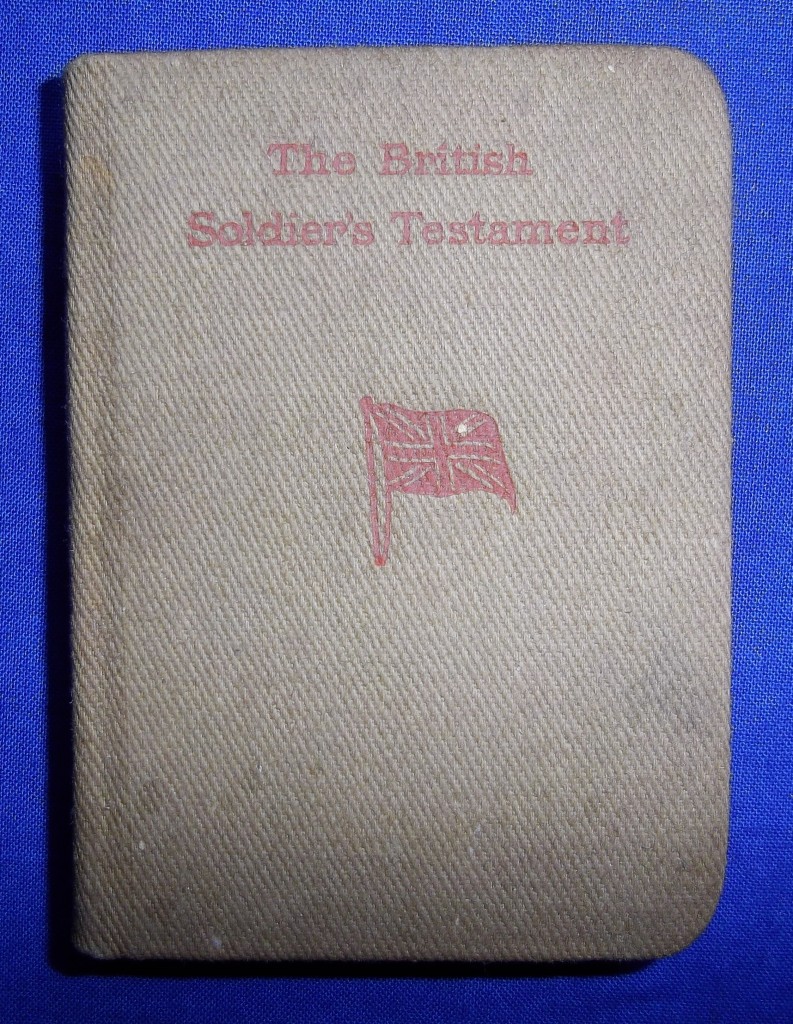 The British
Soldier's Testament